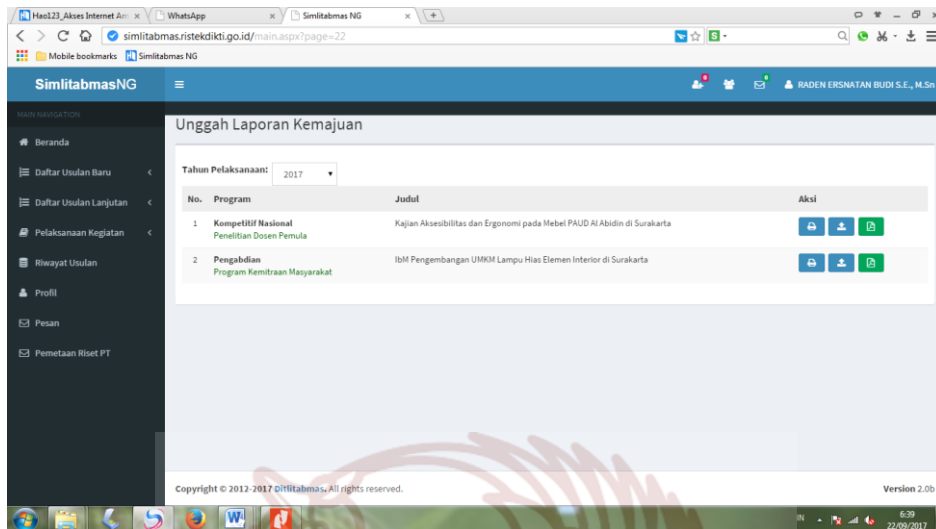 Hao123_Akses Internet An
WhatsApp
Simlitabmas NG
simlitabmas.ristekdikti.go.id/main.aspx?page=22
Mobile bookmarks Simlitabmas NG
SimlitabmasNG
0
0
RADEN ERSNATAN BUDI S.E., M.Sn
MAIN NAVIGATION
Beranda
Daftar Usulan Baru
Daftar Usulan Lanjutan
Pelaksanaan Kegiatan
Riwayat Usulan
Profil
Pesan
Pemetaan Riset PT
Unggah Laporan Kemajuan
Tahun Pelaksanaan: 2017
No. Program Judul Aksi
1 Kompetitif Nasional Kajian Aksesibilitas dan Ergonomi pada Mebel PAUD Al Abidin di Surakarta
Penelitian Dosen Pemula
2 Pengabdian IbM Pengembangan UMKM Lampu Hias Elemen Interior di Surakarta
Program Kemitraan Masyarakat
Copyright © 2012-2017 Ditlitabmas. All rights reserved. Version 2.0b
IN 6:39
22/09/2017